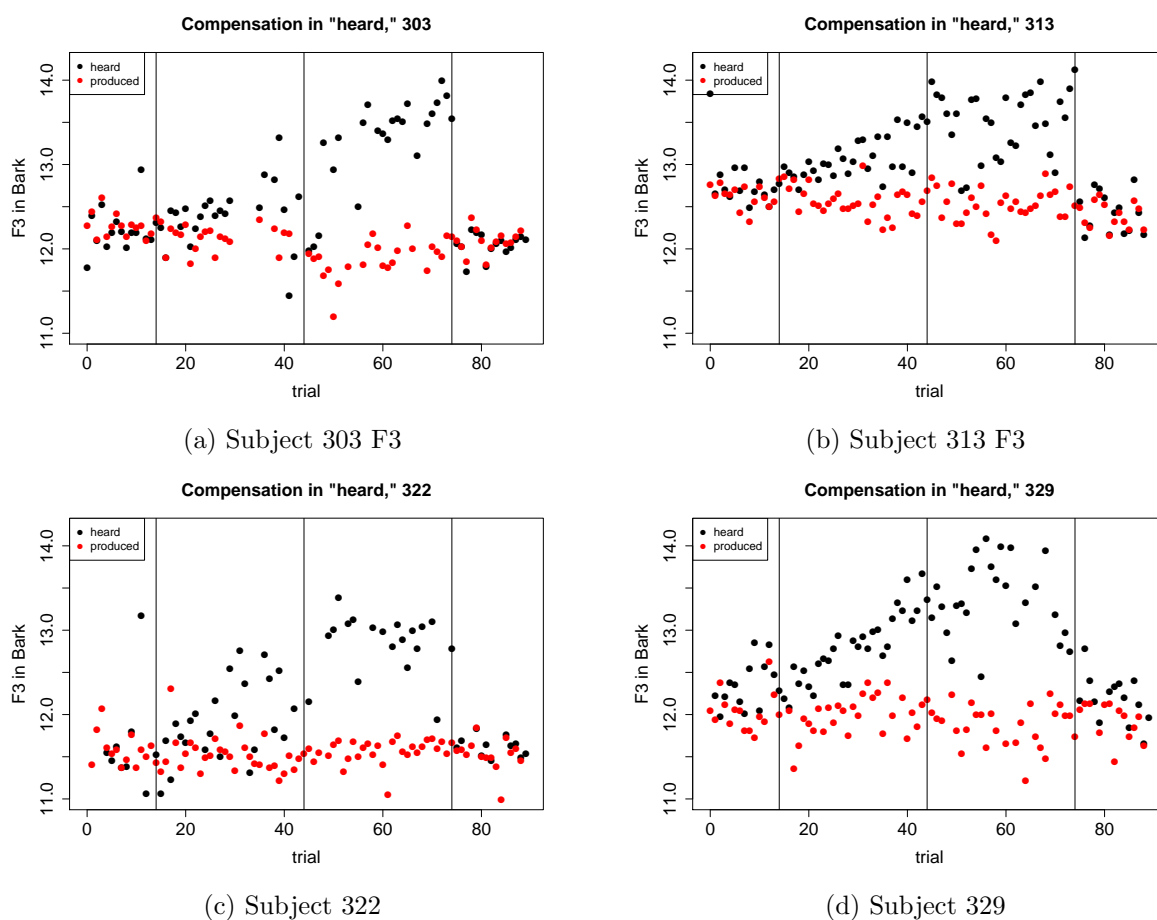 Compensation in "heard," 303
heard
produced
F3 in Bark
14.0
13.0
12.0
11.0
0 20 40 60 80
trial
(a) Subject 303 F3
Compensation in "heard," 313
heard
produced
F3 in Bark
14.0
13.0
12.0
11.0
0 20 40 60 80
trial
(b) Subject 313 F3
Compensation in "heard," 322
heard
produced
F3 in Bark
14.0
13.0
12.0
11.0
0 20 40 60 80
trial
(c) Subject 322
Compensation in "heard," 329
heard
produced
F3 in Bark
14.0
13.0
12.0
11.0
0 20 40 60 80
trial
(d) Subject 329